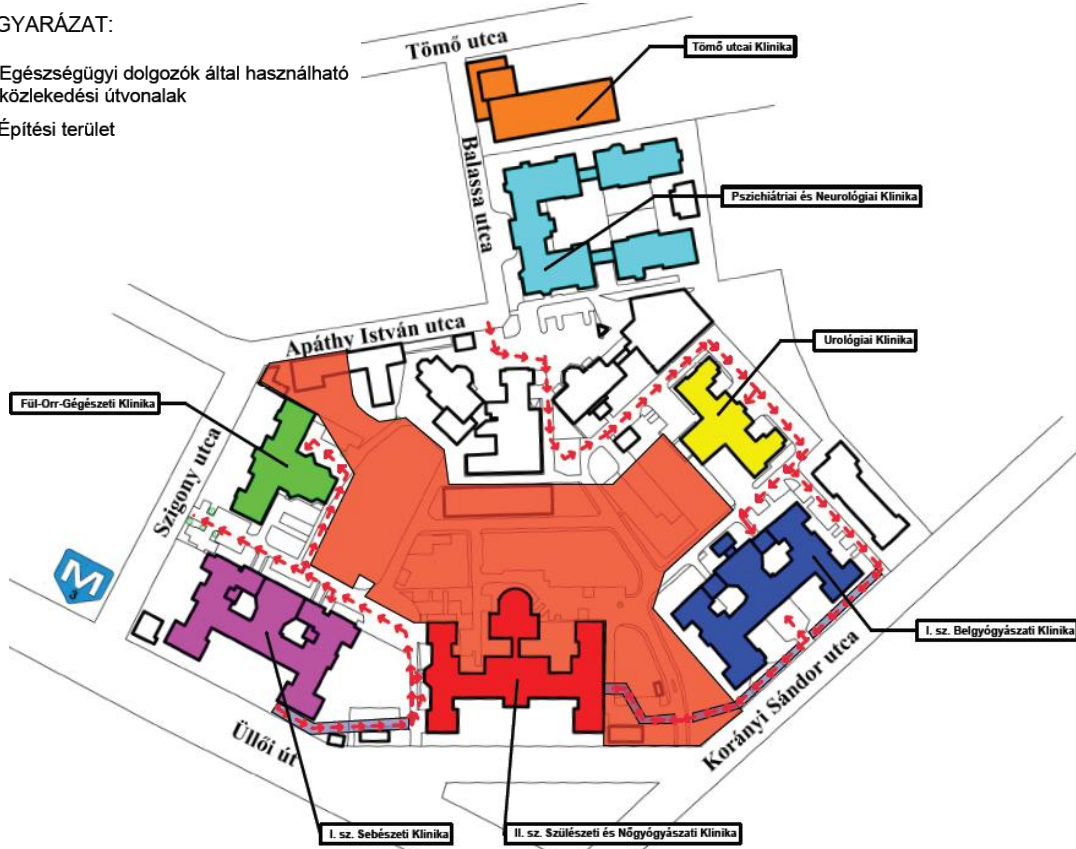 GYARÁZAT:
Egészségügyi dolgozók által használható
közlekedési útvonalak
Építési terület
Tömő utca
Tömő utcai Klinika
Balassa utca
Pszichiátriai és Neurológiai Klinika
Apáthy István utca
Urológiai Klinika
Fül-Orr-Gégészeti Klinika
Szigony utca
M
3
I. sz. Belgyógyászati Klinika
Üllői út
Korányi Sándor utca
I. sz. Sebészeti Klinika
II. sz. Szülészeti és Nőgyógyászati Klinika